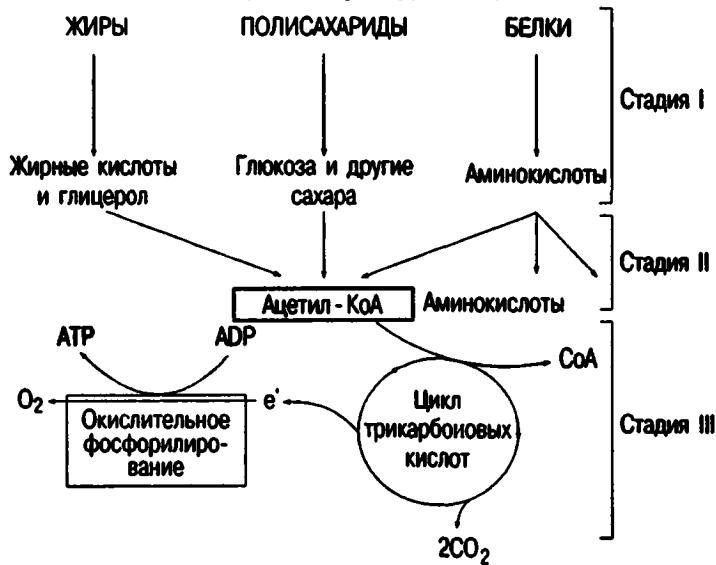 ЖИРЫ ПОЛИСАХАРИДЫ БЕЛКИ
Стадия I
Жирные кислоты
и глицерол
Глюкоза и другие
сахара
Аминокислоты
Стадия II
Ацетил - КоА
Аминокислоты
ATP ADP
CoA
O₂
e⁻
Окислительное
фосфорилиро-
вание
Цикл
трикарбоиовых
кислот
Стадия III
2CO₂